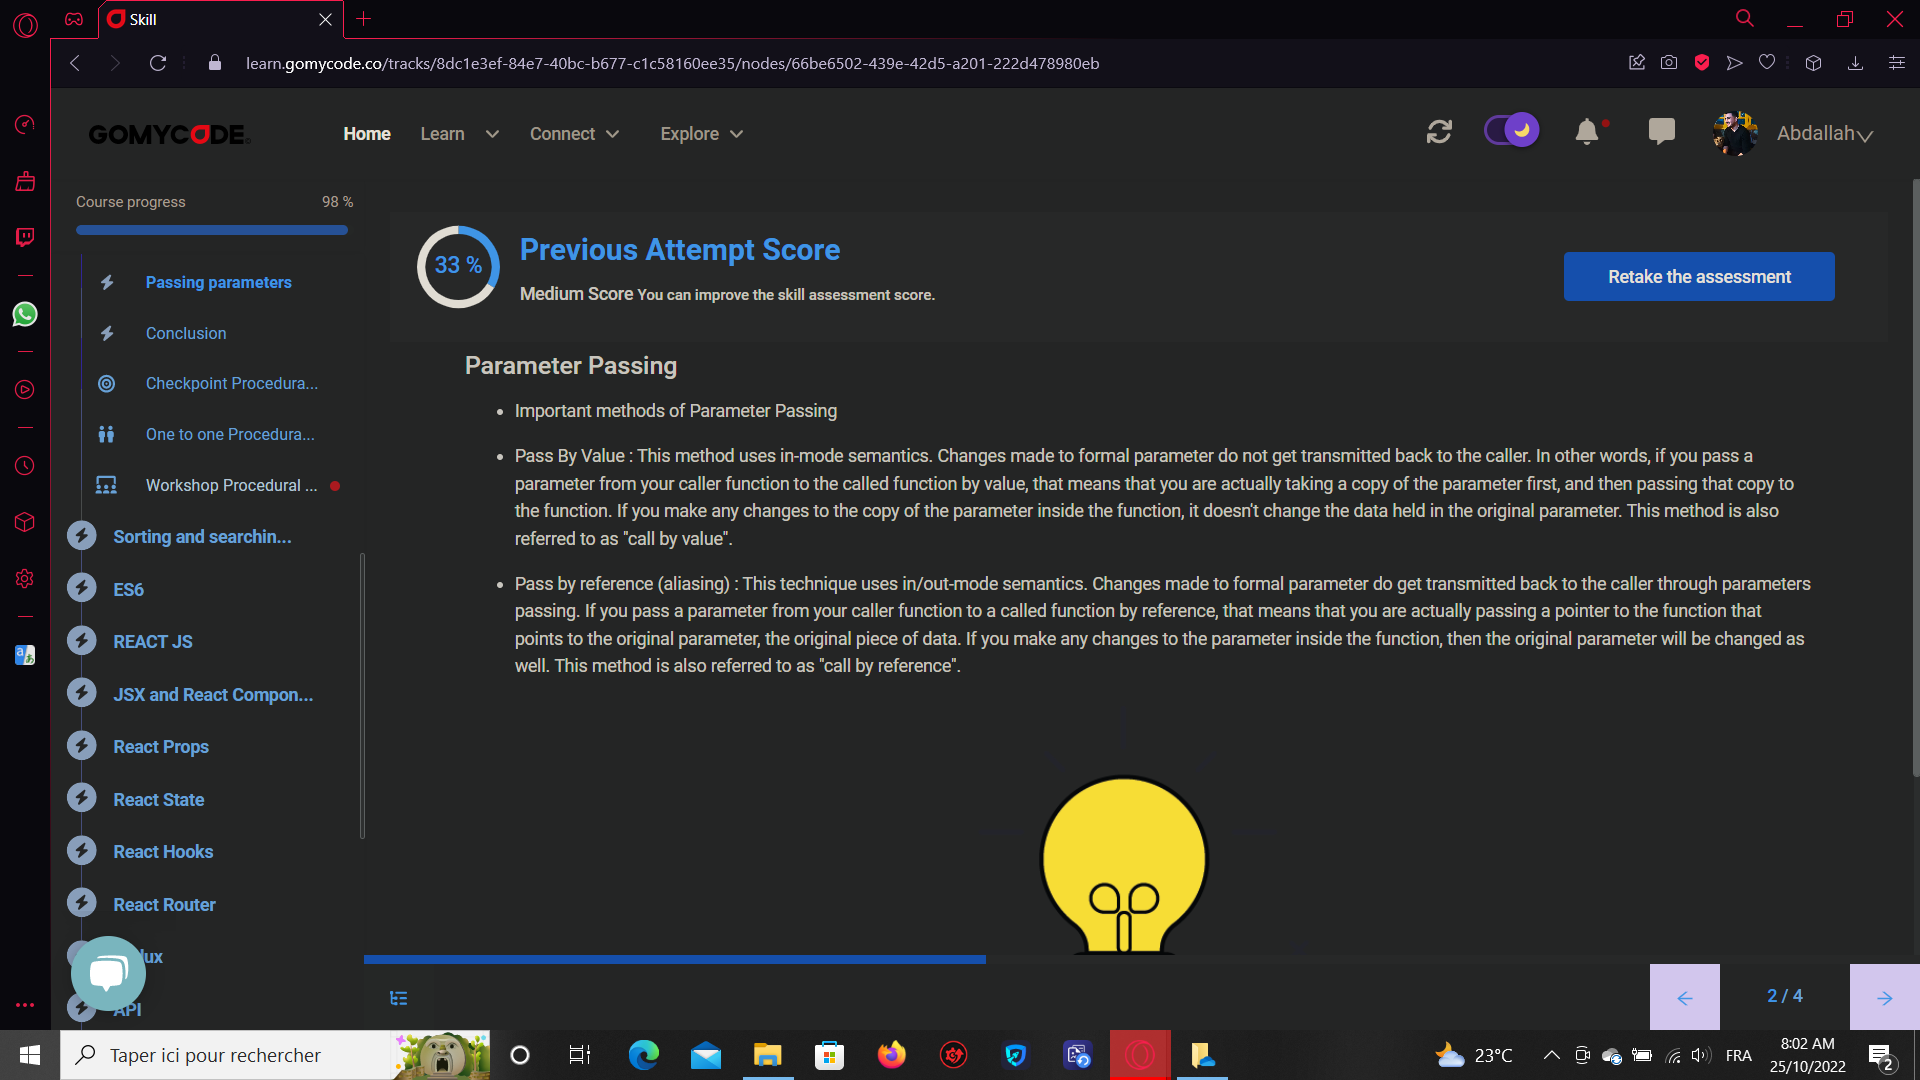 Skill
learn.gomycode.co/tracks/8dc1e3ef-84e7-40bc-b677-c1c58160ee35/nodes/66be6502-439e-42d5-a201-222d478980eb
GOMYCODE
Home
Learn
Connect
Explore
Abdallah
Course progress
98 %
Passing parameters
Conclusion
Checkpoint Procedura...
One to one Procedura...
Workshop Procedural ...
Sorting and searchin...
ES6
REACT JS
JSX and React Compon...
React Props
React State
React Hooks
React Router
lux
API
33 %
Previous Attempt Score
Medium Score You can improve the skill assessment score.
Retake the assessment
Parameter Passing
• Important methods of Parameter Passing
• Pass By Value : This method uses in-mode semantics. Changes made to formal parameter do not get transmitted back to the caller. In other words, if you pass a
parameter from your caller function to the called function by value, that means that you are actually taking a copy of the parameter first, and then passing that copy to
the function. If you make any changes to the copy of the parameter inside the function, it doesn't change the data held in the original parameter. This method is also
referred to as "call by value".
• Pass by reference (aliasing) : This technique uses in/out-mode semantics. Changes made to formal parameter do get transmitted back to the caller through parameters
passing. If you pass a parameter from your caller function to a called function by reference, that means that you are actually passing a pointer to the function that
points to the original parameter, the original piece of data. If you make any changes to the parameter inside the function, then the original parameter will be changed as
well. This method is also referred to as "call by reference".
2 / 4
Taper ici pour rechercher
23°C
FRA
8:02 AM
25/10/2022
2